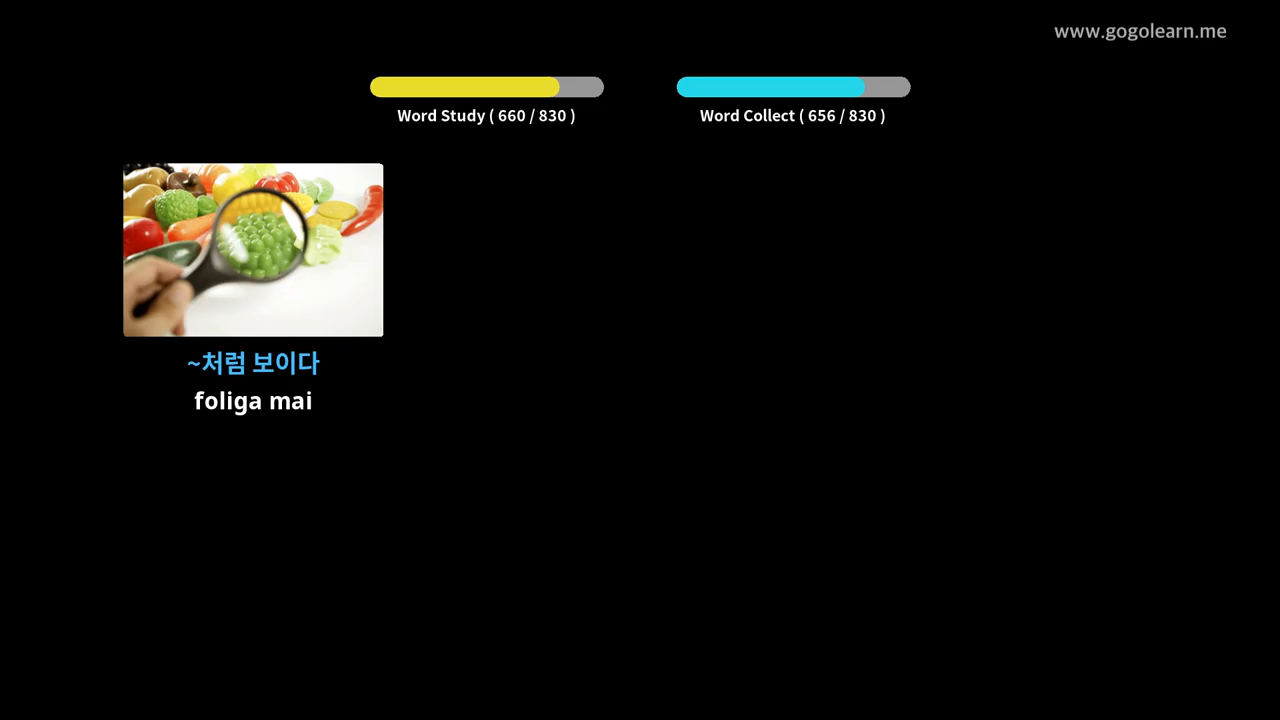 www.gogolearn.me
Word Study ( 660 / 830 )
Word Collect ( 656 / 830 )
~처럼 보이다
foliga mai